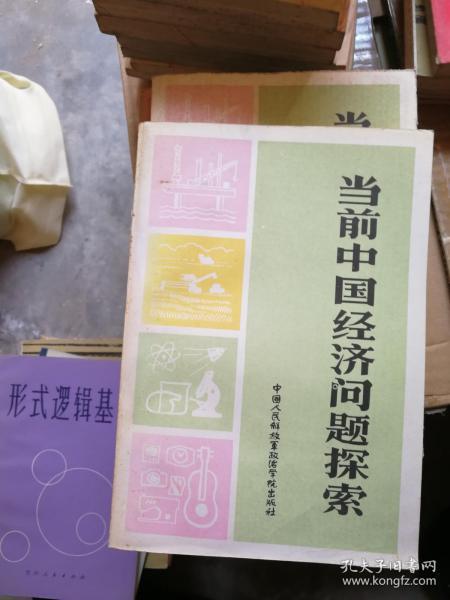 当
当前中国经济问题探索
中国人民解放军政治学院出版社
形式逻辑基
孔夫子旧书网
www.kongfz.com